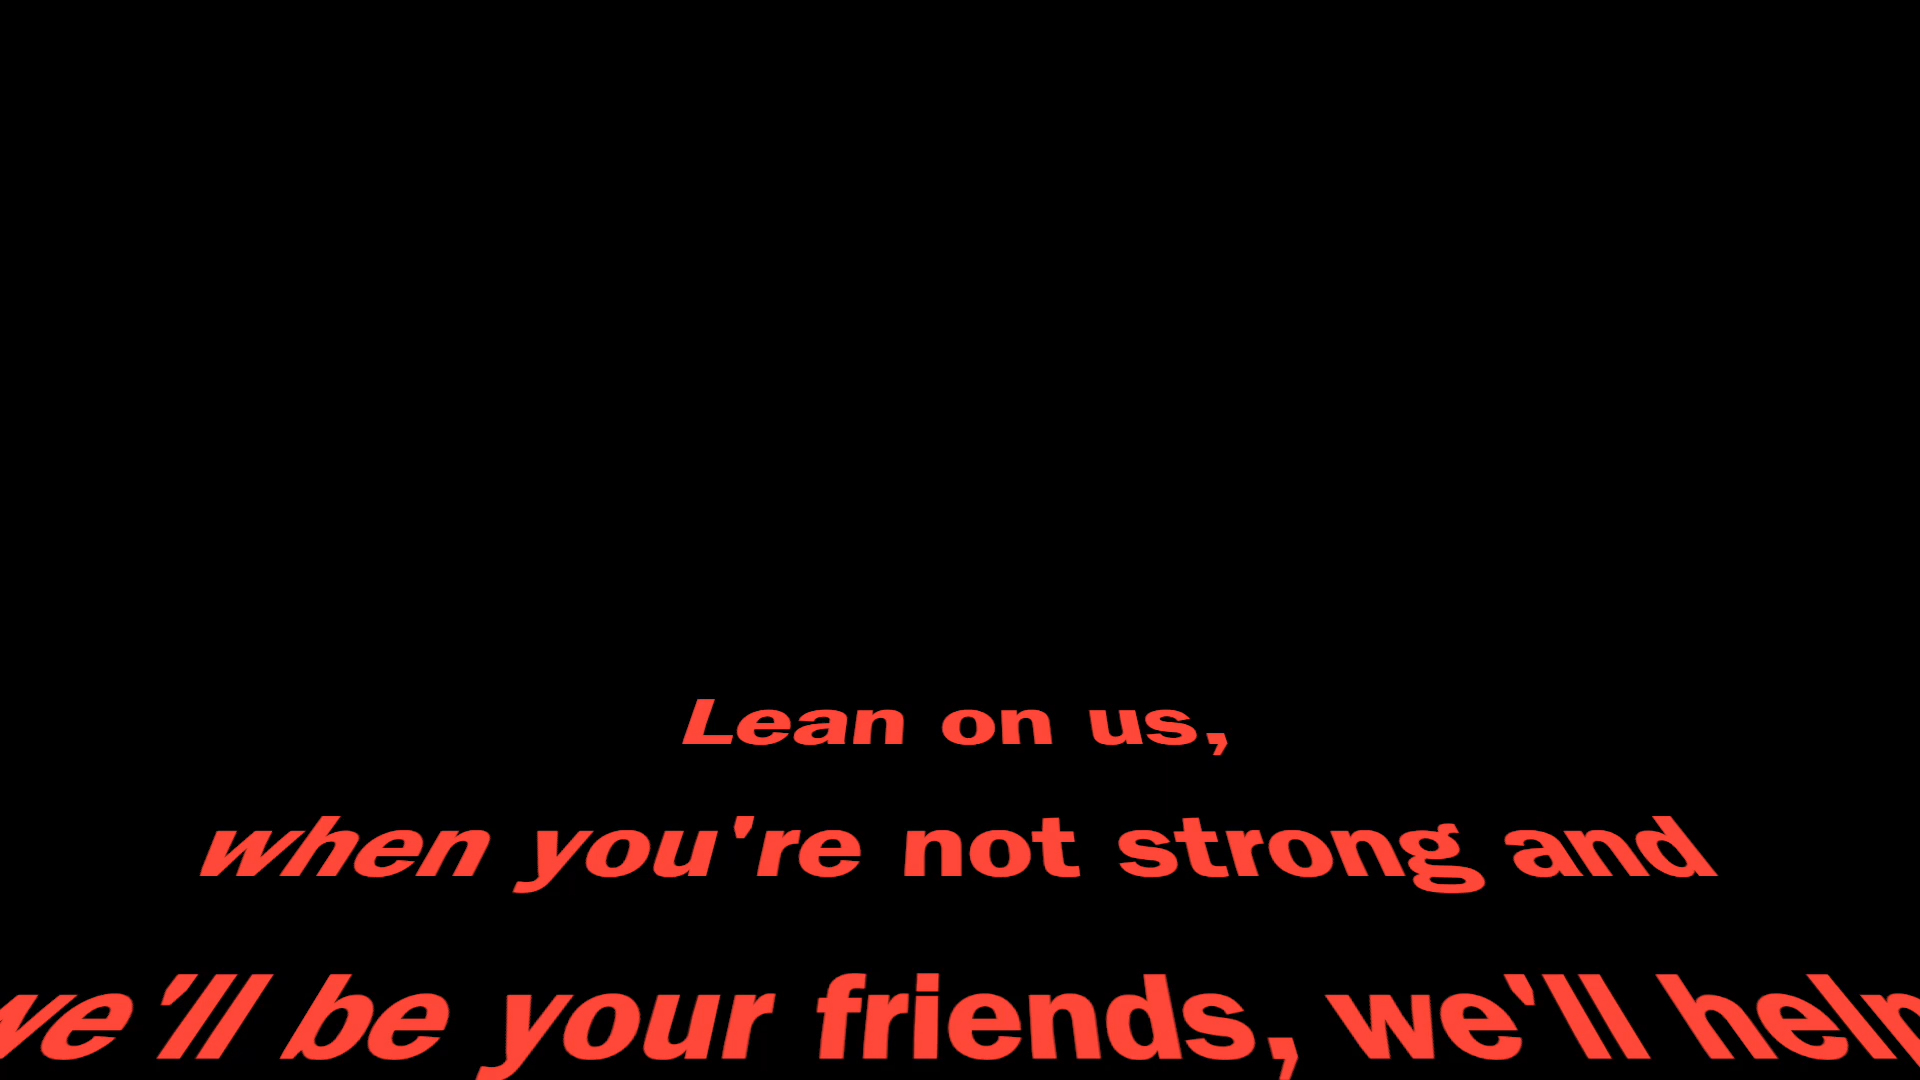 Lean on us,
when you're not strong and
we'll be your friends, we'll help